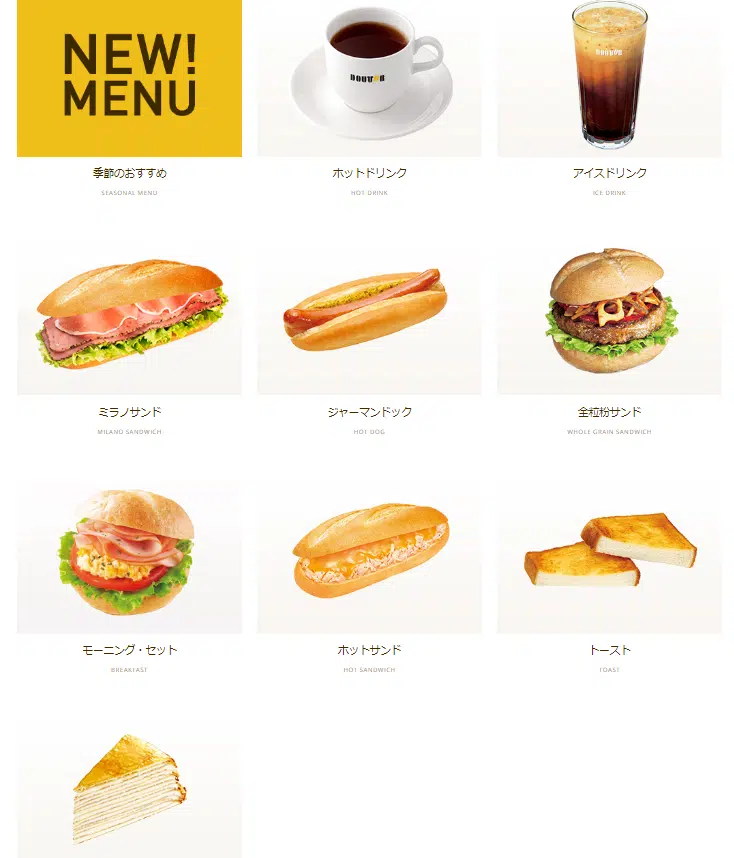 NEW!
MENU
DOUTOR
DOUTOR
季節のおすすめ
ホットドリンク
アイスドリンク
SEASONAL MENU
HOT DRINK
ICE DRINK
ミラノサンド
ジャーマンドック
全粒粉サンド
MILANO SANDWICH
HOT DOG
WHOLE GRAIN SANDWICH
モーニング・セット
ホットサンド
トースト
BREAKFAST
HOT SANDWICH
TOAST